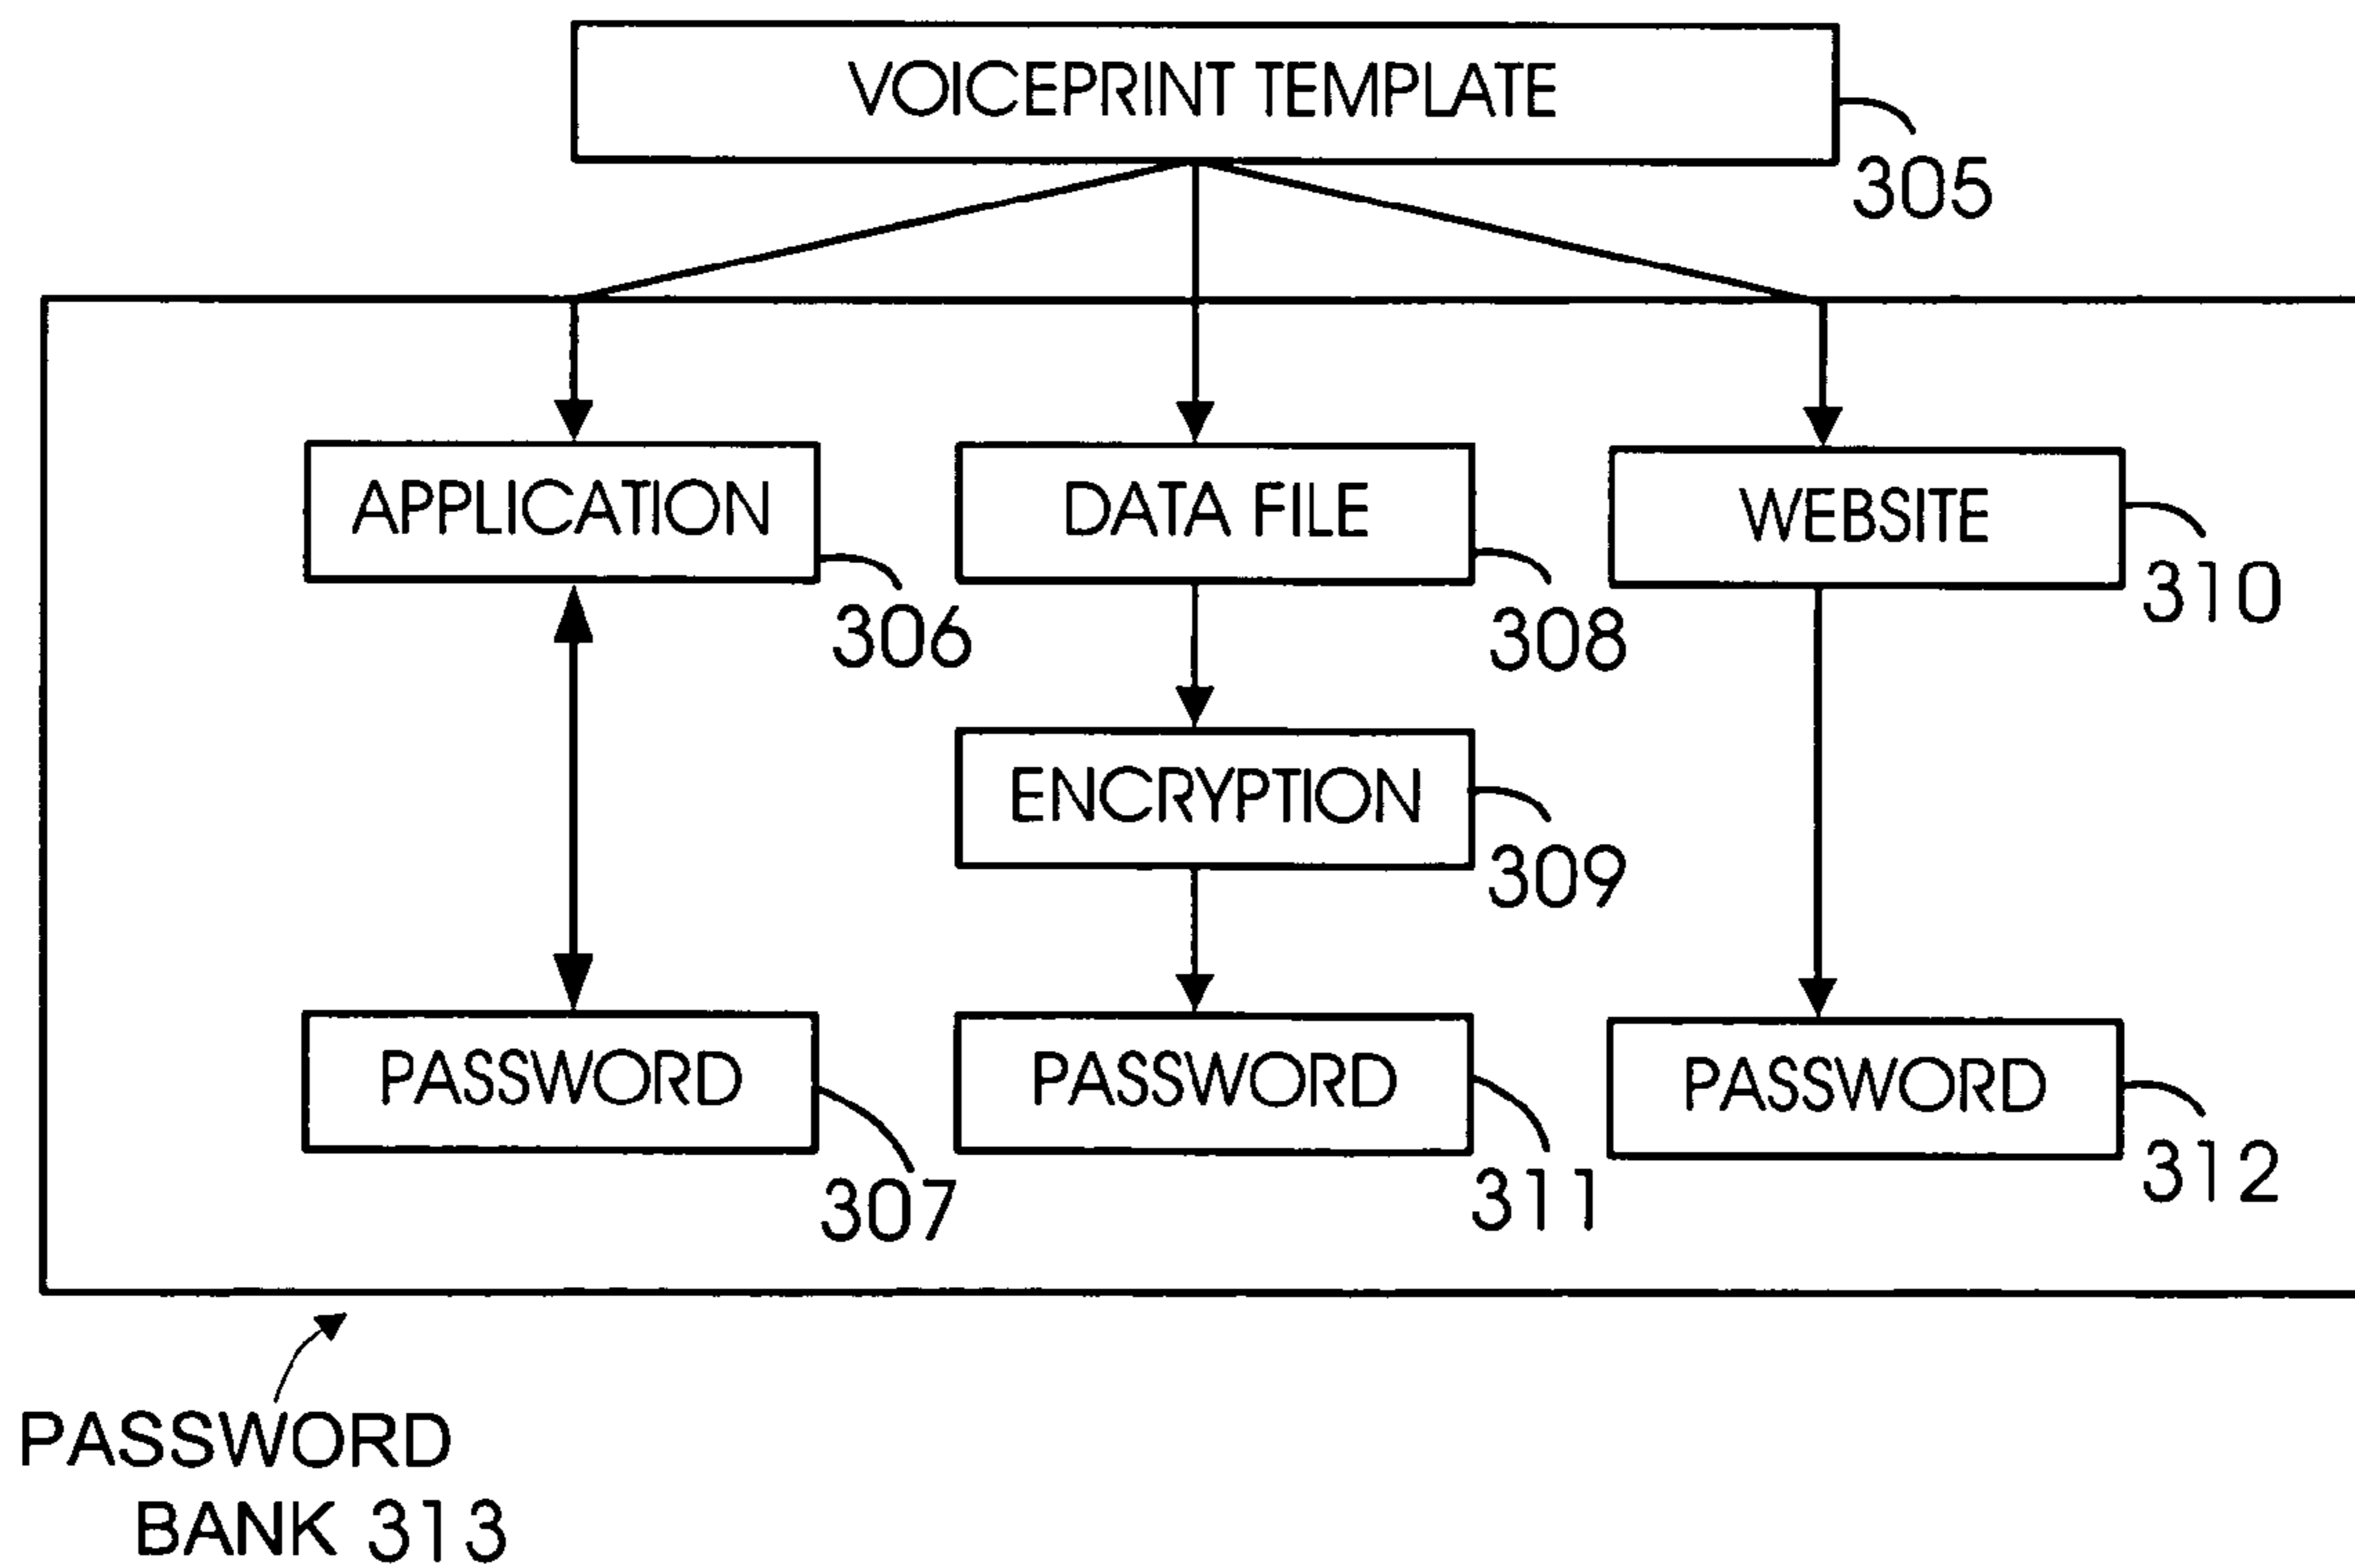 VOICEPRINT TEMPLATE
305
APPLICATION
306
DATA FILE
308
WEBSITE
310
ENCRYPTION
309
PASSWORD
307
PASSWORD
311
PASSWORD
312
PASSWORD
BANK 313